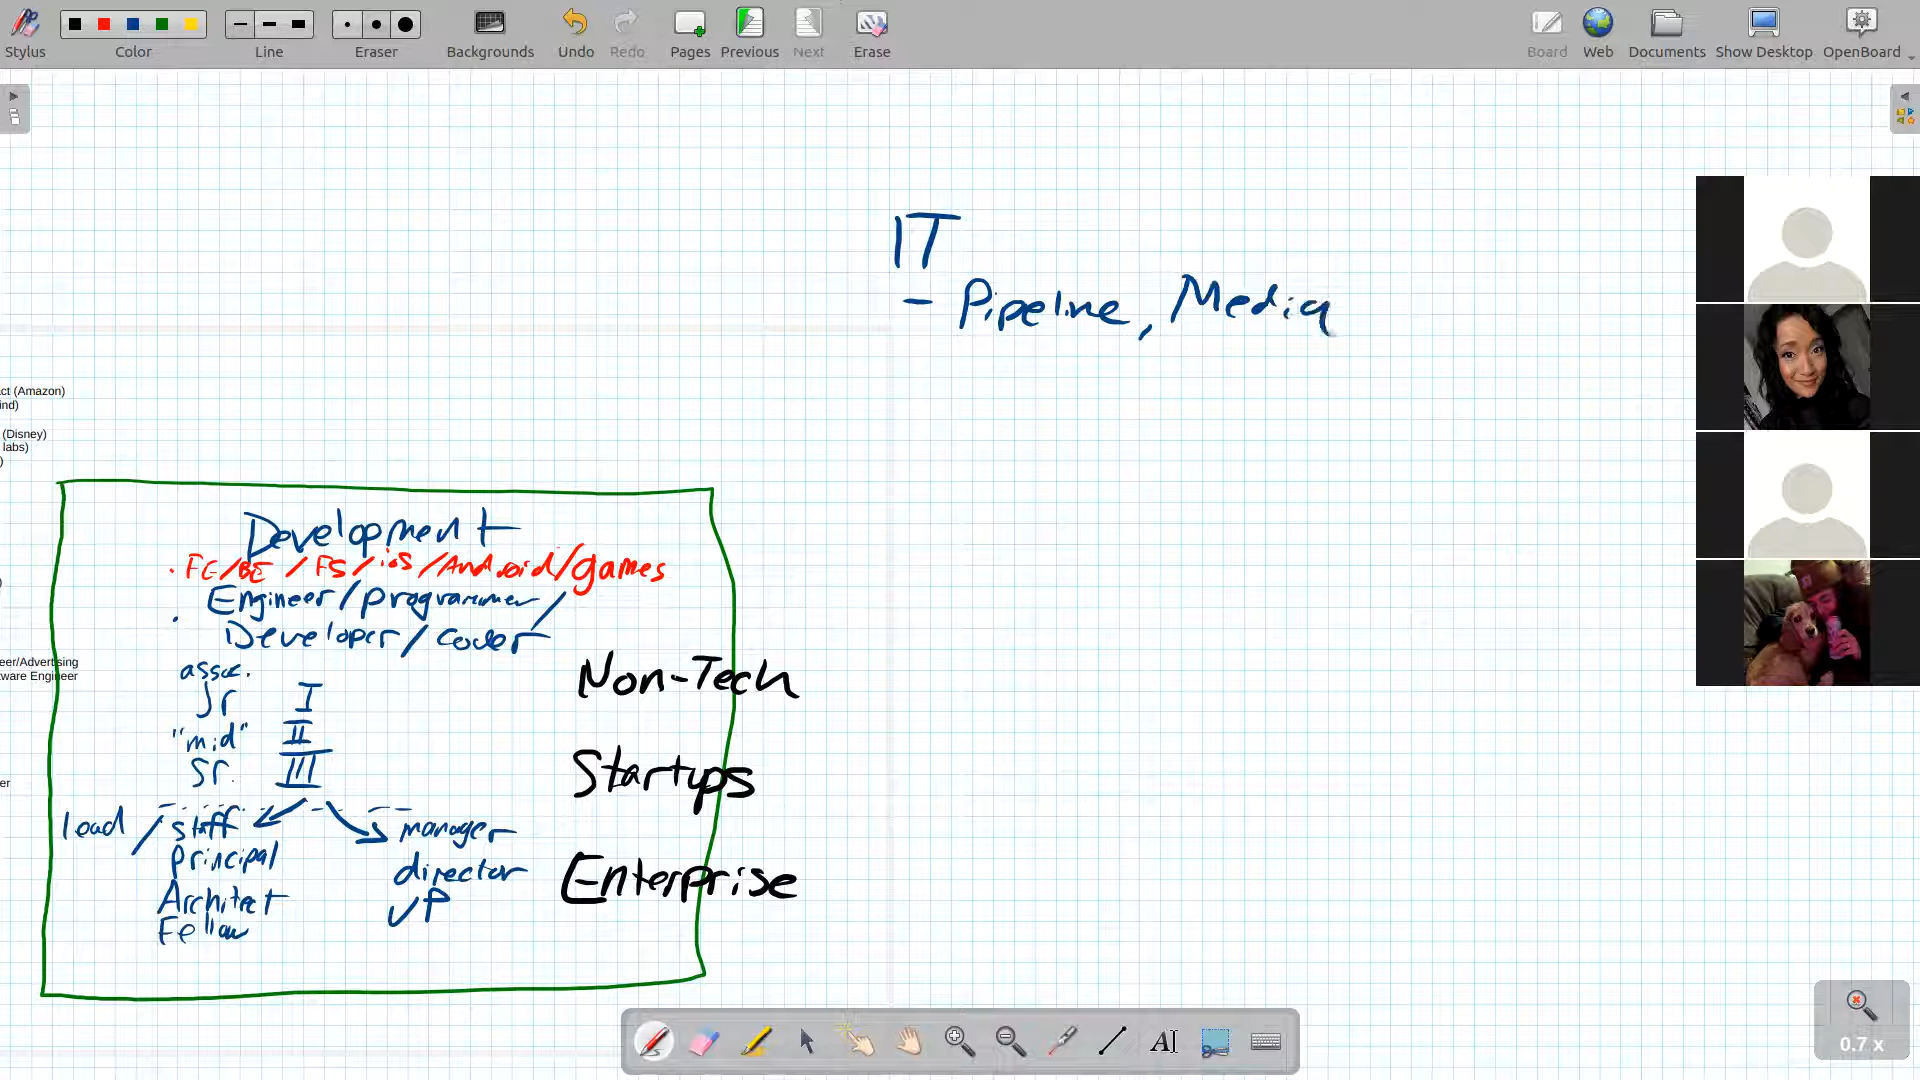 Stylus
Color
Line
Eraser
Backgrounds
Undo
Redo
Pages
Previous
Next
Erase
Board
Web
Documents
Show Desktop
OpenBoard
IT
- Pipeline, Media
ct (Amazon)
ind)
(Disney)
labs)
)
)
eer/Advertising
tware Engineer
er
Development
· FE/BE/FS/iOS/Android/games
· Engineer/programmer/
Developer/coder
assoc.
Jr I
"mid" II
Sr. III
lead / staff
principal
Architect
Fellow
manager
director
VP
Non-Tech
Startups
Enterprise
AI
0.7 x